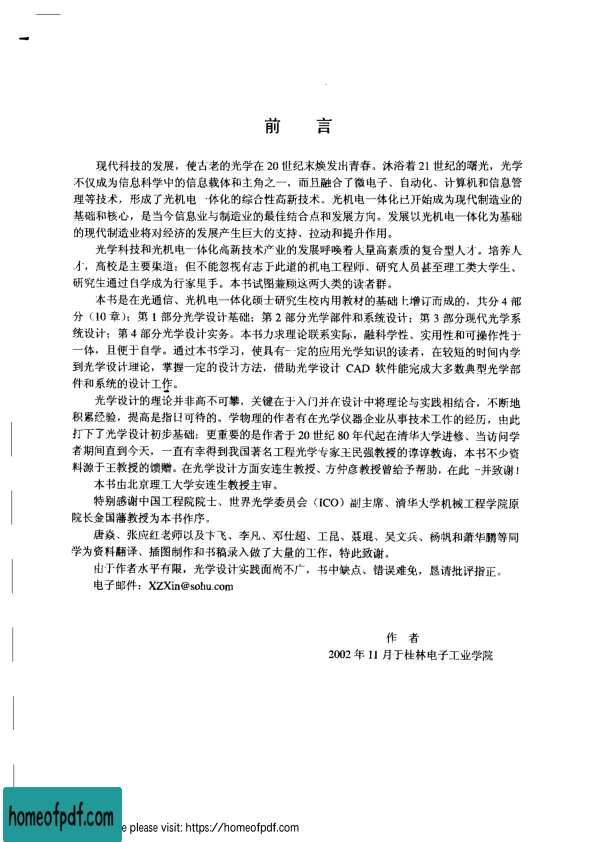 前 言
现代科技的发展，使古老的光学在 20 世纪末焕发出青春。沐浴着 21 世纪的曙光，光学
不仅成为信息科学中的信息载体和主角之一，而且融合了微电子、自动化、计算机和信息管
理等技术，形成了光机电一体化的综合性高新技术。光机电一体化已开始成为现代制造业的
基础和核心，是当今信息业与制造业的最佳结合点和发展方向。发展以光机电一体化为基础
的现代制造业将对经济的发展产生巨大的支持、拉动和提升作用。
光学科技和光机电一体化高新技术产业的发展呼唤着大量高素质的复合型人才。培养人
才，高校是主要渠道；但不能忽视有志于此道的机电工程师、研究人员甚至理工类大学生、
研究生通过自学成为行家里手。本书试图兼顾这两大类的读者群。
本书是在光通信、光机电一体化硕士研究生校内用教材的基础上增订而成的，共分 4 部
分（10 章）：第 1 部分光学设计基础；第 2 部分光学部件和系统设计；第 3 部分现代光学系
统设计；第 4 部分光学设计实务。本书力求理论联系实际，融科学性、实用性和可操作性于
一体，且便于自学。通过本书学习，使具有一定的应用光学知识的读者，在较短的时间内学
到光学设计理论，掌握一定的设计方法，借助光学设计 CAD 软件能完成大多数典型光学部
件和系统的设计工作。
光学设计的理论并非高不可攀，关键在于入门并在设计中将理论与实践相结合，不断地
积累经验，提高是指日可待的。学物理的作者有在光学仪器企业从事技术工作的经历，由此
打下了光学设计初步基础；更重要的是作者于 20 世纪 80 年代起在清华大学进修、当访问学
者期间直到今天，一直有幸得到我国著名工程光学专家王民强教授的谆谆教诲，本书不少资
料源于王教授的馈赠。在光学设计方面安连生教授、方仲彦教授曾给予帮助，在此一并致谢！
本书由北京理工大学安连生教授主审。
特别感谢中国工程院院士、世界光学委员会（ICO）副主席、清华大学机械工程学院原
院长金国藩教授为本书作序。
唐焱、张应红老师以及卞飞、李凡、邓仕超、工昆、聂琨、吴文兵、杨帆和萧华鹏等同
学为资料翻译、插图制作和书稿录入做了大量的工作，特此致谢。
由于作者水平有限，光学设计实践面尚不广，书中缺点、错误难免，恳请批评指正。
电子邮件：XZXin@sohu.com
作 者
2002 年 11 月于桂林电子工业学院
homeofpdf.com
e please visit: https://homeofpdf.com